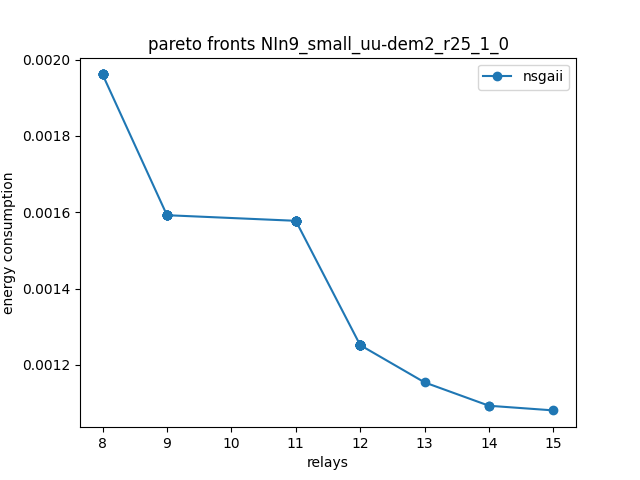 pareto fronts NIn9_small_uu-dem2_r25_1_0
nsgaii
energy consumption
0.0020
0.0018
0.0016
0.0014
0.0012
8 9 10 11 12 13 14 15
relays